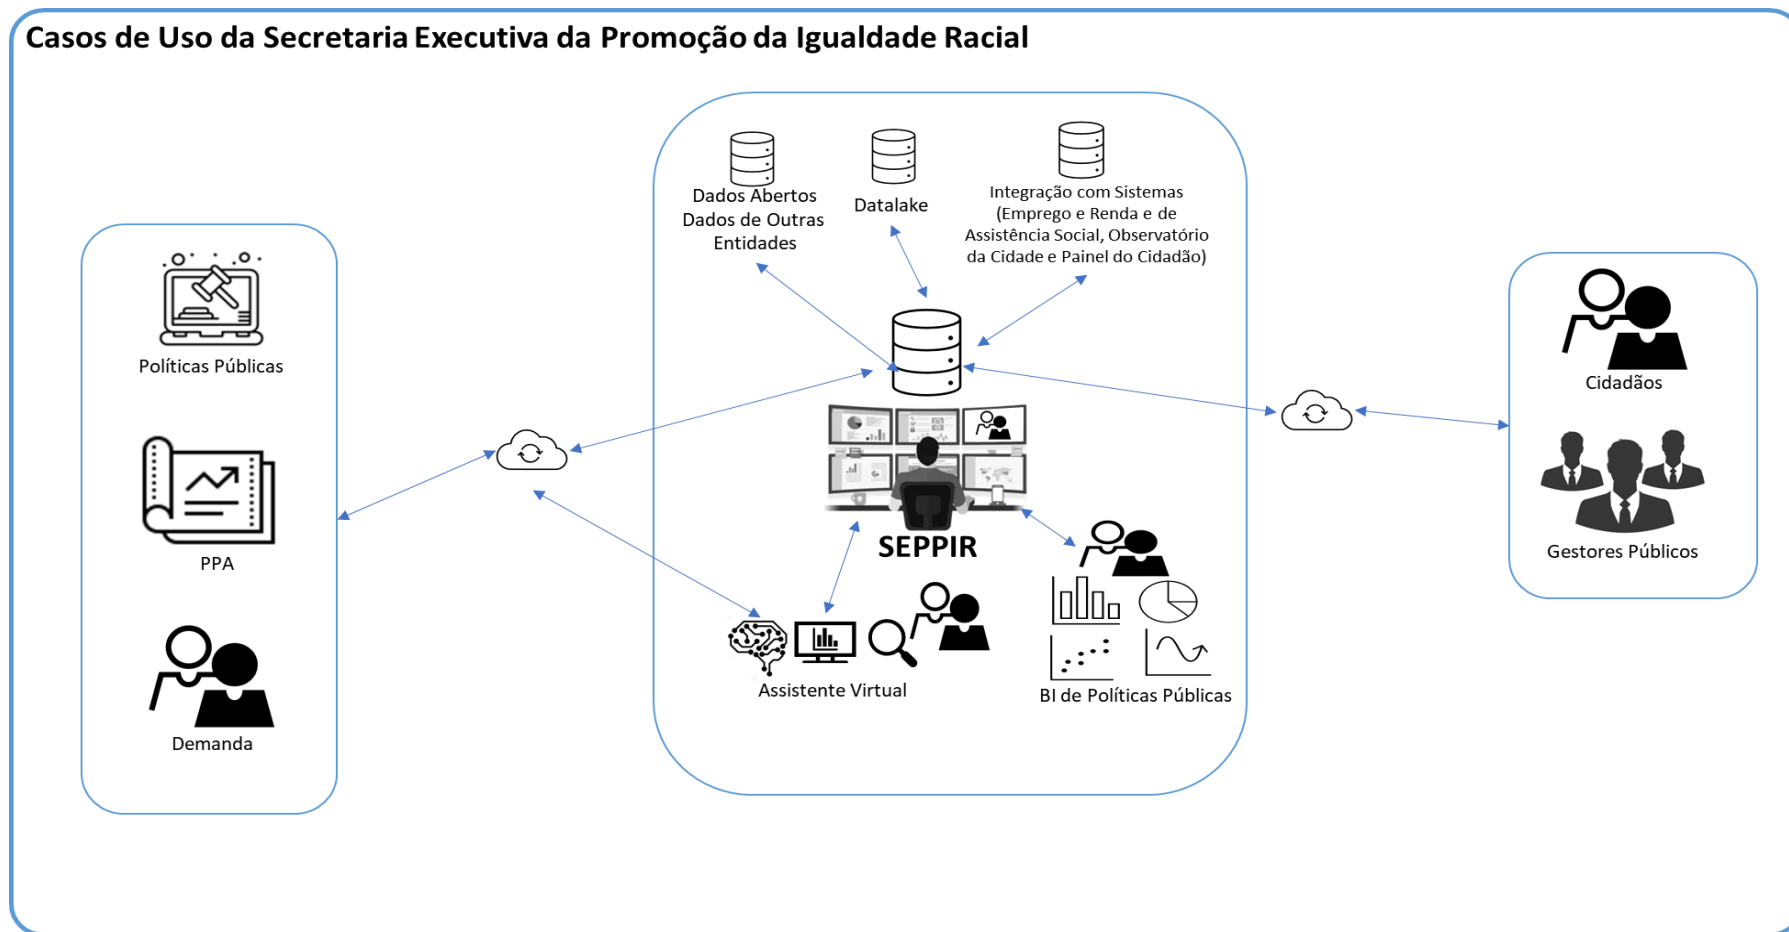 Casos de Uso da Secretaria Executiva da Promoção da Igualdade Racial
Políticas Públicas
PPA
Demanda
Dados Abertos
Dados de Outras
Entidades
Datalake
Integração com Sistemas
(Emprego e Renda e de
Assistência Social, Observatório
da Cidade e Painel do Cidadão)
SEPPIR
Assistente Virtual
BI de Políticas Públicas
Cidadãos
Gestores Públicos